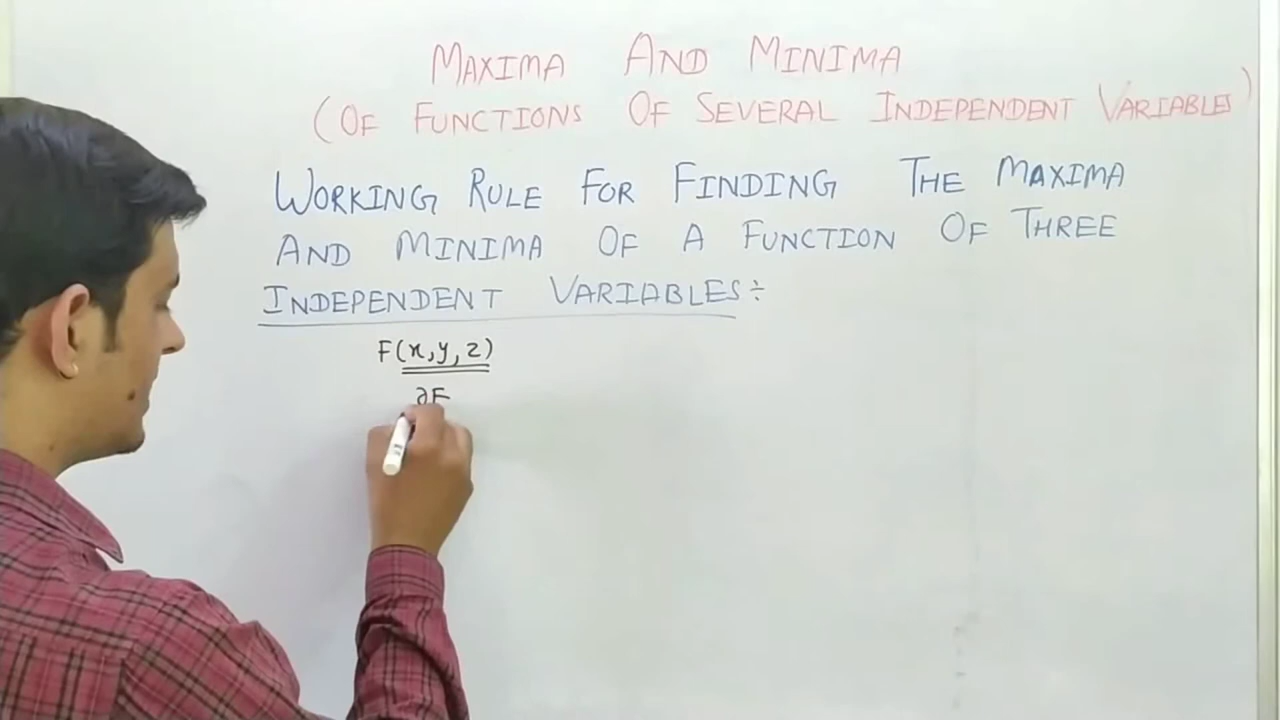 MAXIMA AND MINIMA
(OF FUNCTIONS OF SEVERAL INDEPENDENT VARIABLES)
WORKING RULE FOR FINDING THE MAXIMA
AND MINIMA OF A FUNCTION OF THREE
INDEPENDENT VARIABLES÷
F(x,y,z)
∂F